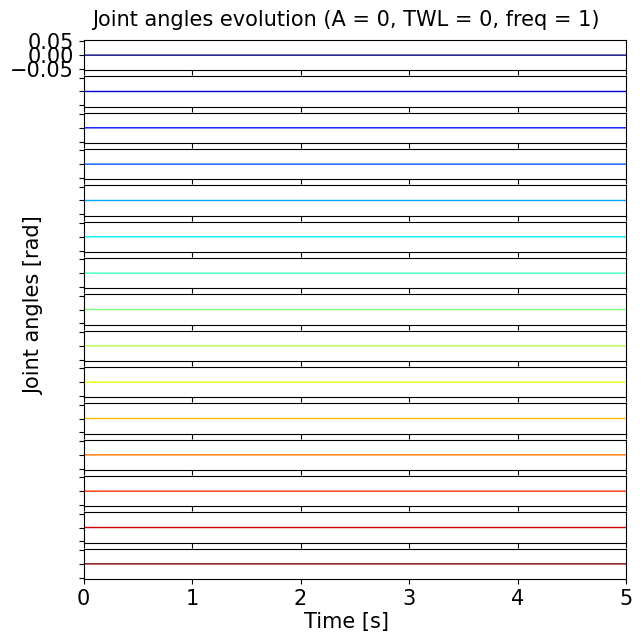 Joint angles evolution (A = 0, TWL = 0, freq = 1)
0.05
0.00
−0.05
Joint angles [rad]
0 1 2 3 4 5
Time [s]